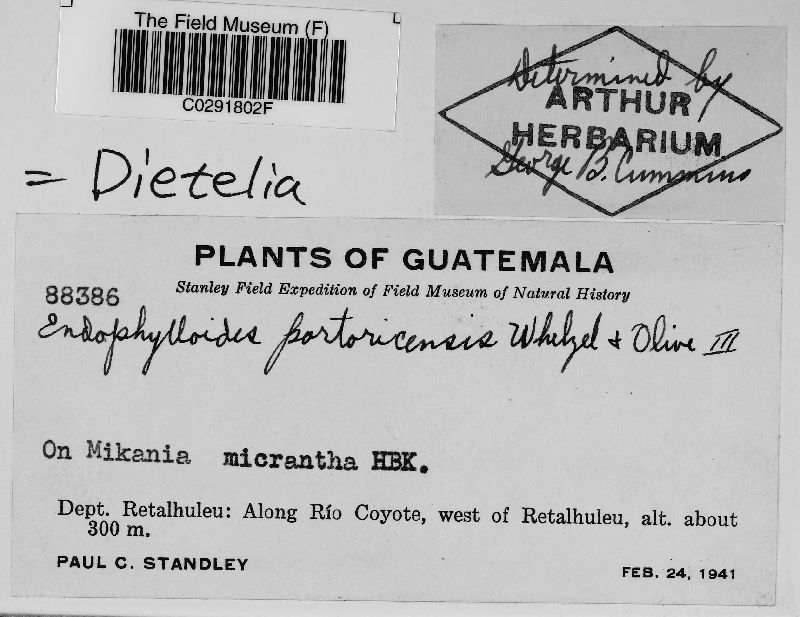 The Field Museum (F)
C0291802F
= Dietelia
Determined by
ARTHUR
HERBARIUM
George B. Cummins
PLANTS OF GUATEMALA
88386
Stanley Field Expedition of Field Museum of Natural History
Endophylloides portoricensis Whetzel & Olive III
On Mikania micrantha HBK.
Dept. Retalhuleu: Along Río Coyote, west of Retalhuleu, alt. about
300 m.
PAUL C. STANDLEY
FEB. 24, 1941